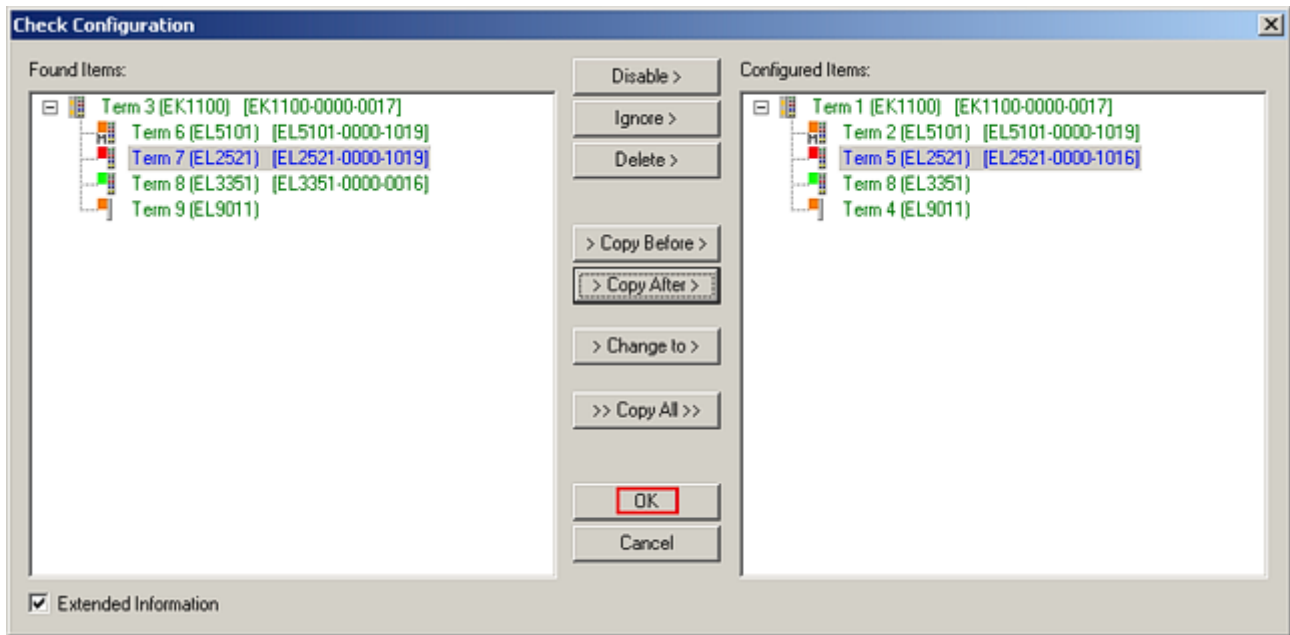 Check Configuration
Found Items:
Term 3 (EK1100) [EK1100-0000-0017]
Term 6 (EL5101) [EL5101-0000-1019]
Term 7 (EL2521) [EL2521-0000-1019]
Term 8 (EL3351) [EL3351-0000-0016]
Term 9 (EL9011)
Disable >
Ignore >
Delete >
> Copy Before >
> Copy After >
> Change to >
>> Copy All >>
OK
Cancel
Configured Items:
Term 1 (EK1100) [EK1100-0000-0017]
Term 2 (EL5101) [EL5101-0000-1019]
Term 5 (EL2521) [EL2521-0000-1016]
Term 8 (EL3351)
Term 4 (EL9011)
Extended Information